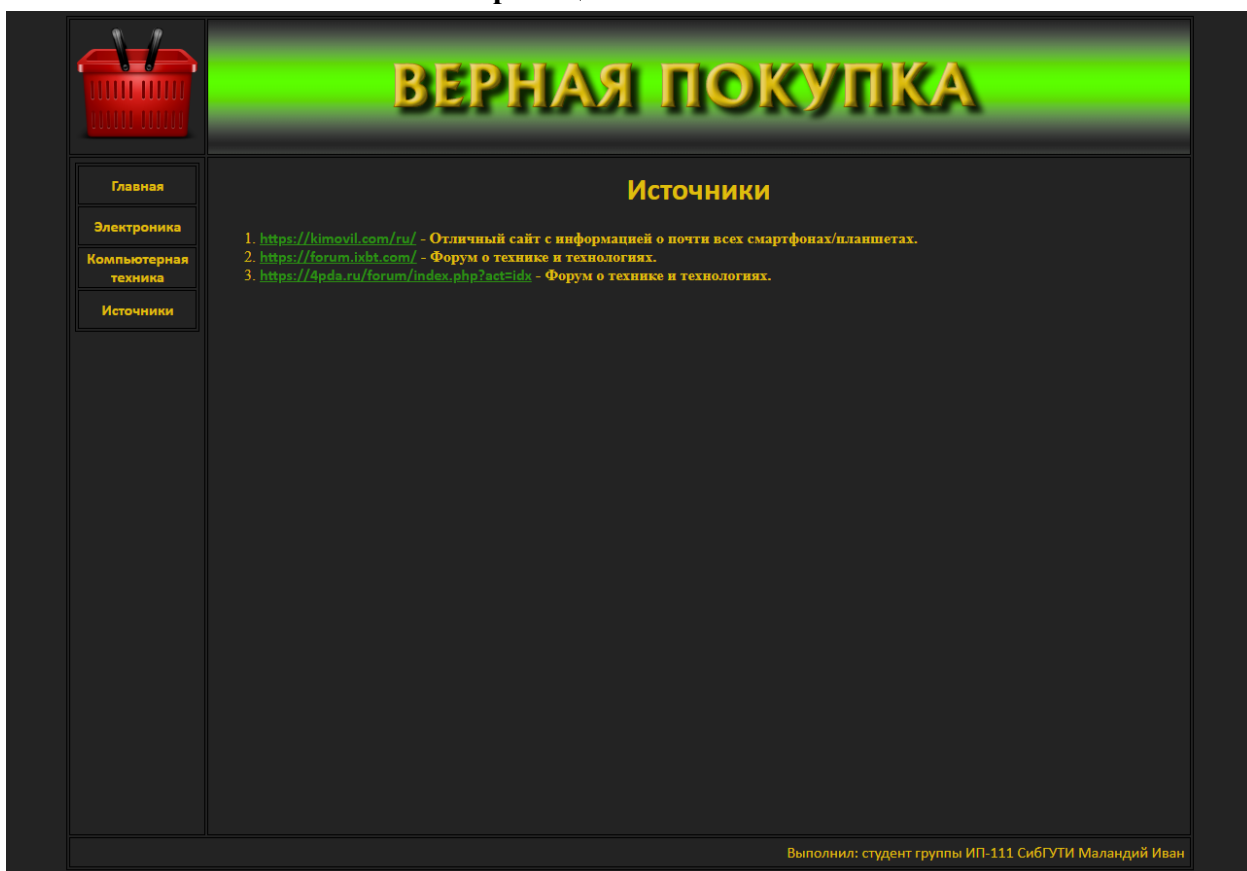 ВЕРНАЯ ПОКУПКА
Главная
Электроника
Компьютерная
техника
Источники
Источники
1. https://kimovil.com/ru/ - Отличный сайт с информацией о почти всех смартфонах/планшетах.
2. https://forum.ixbt.com/ - Форум о технике и технологиях.
3. https://4pda.ru/forum/index.php?act=idx - Форум о технике и технологиях.
Выполнил: студент группы ИП-111 СибГУТИ Маландий Иван